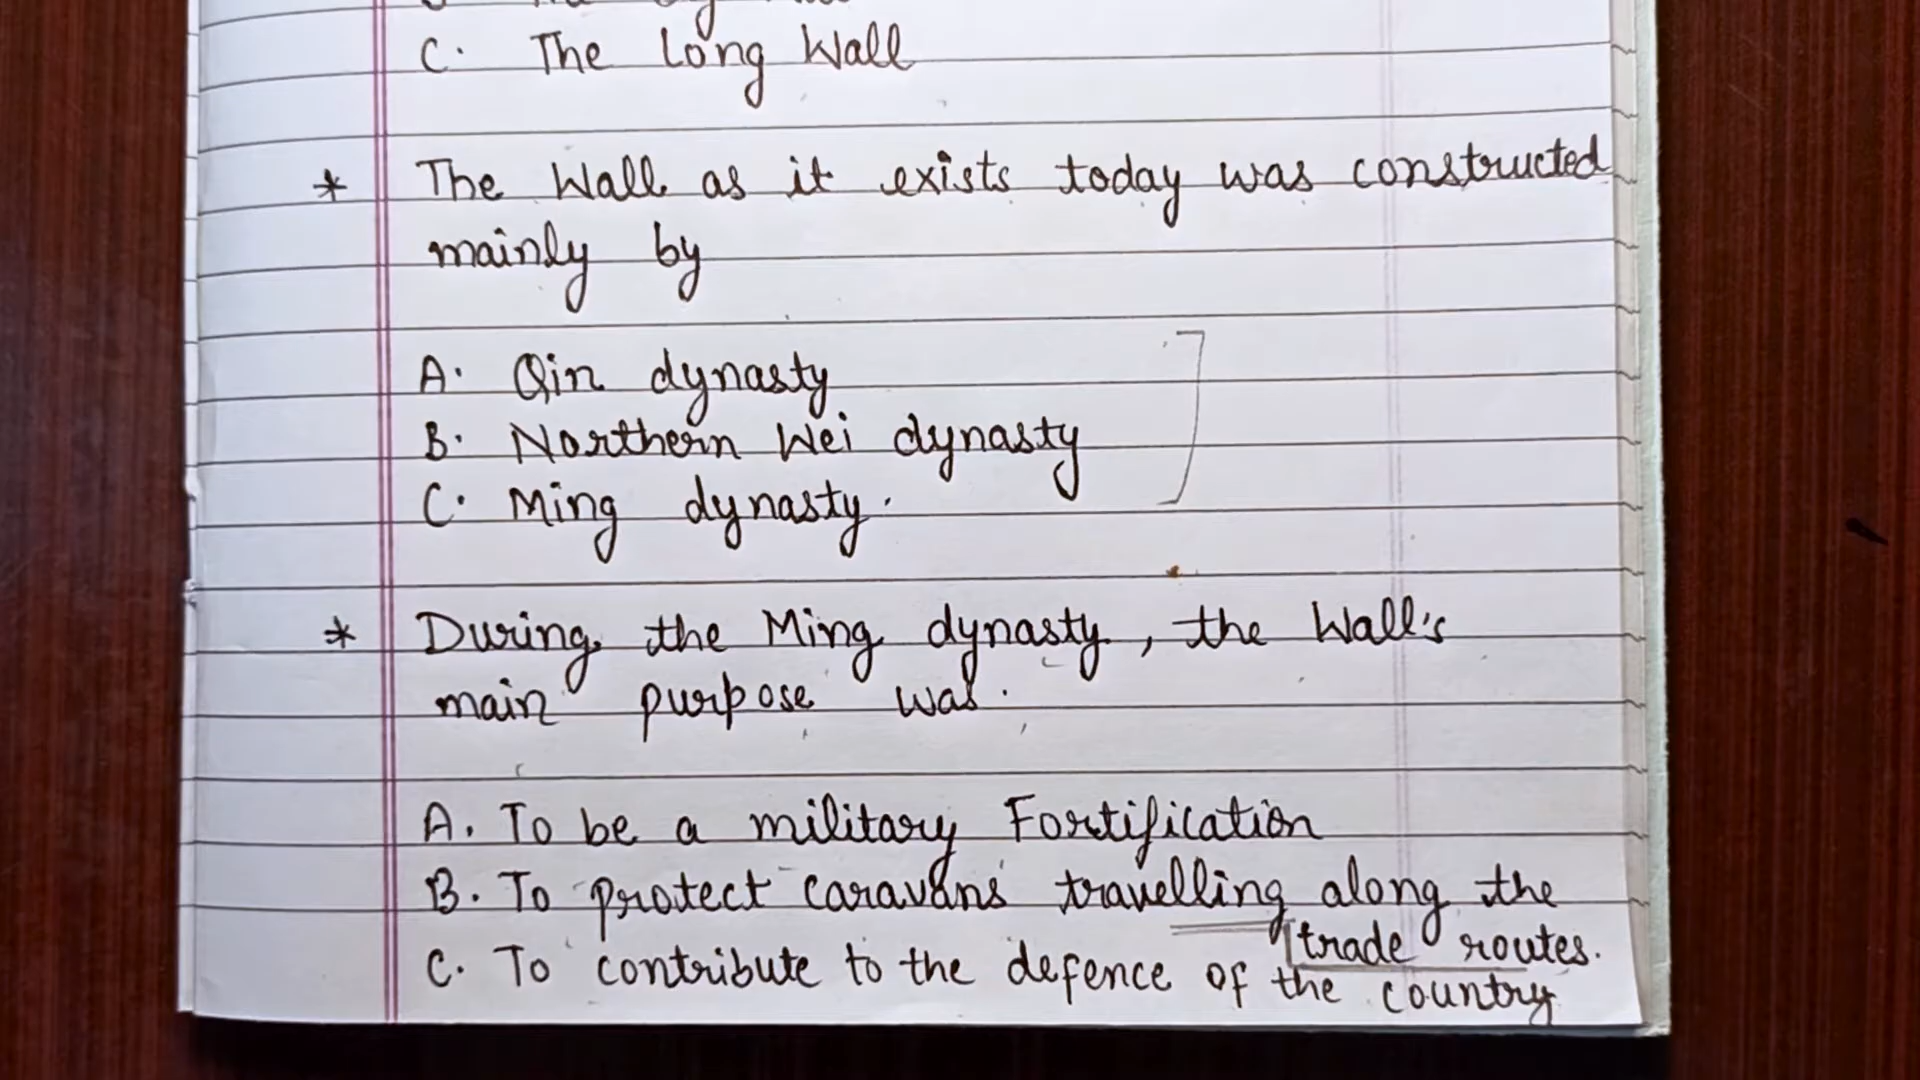 C. The Long Wall
* The Wall as it exists today was constructed
mainly by
A. Qin dynasty
B. Northern Wei dynasty
C. Ming dynasty.
* During the Ming dynasty, the Wall's
main purpose was.
A. To be a military Fortification
B. To protect caravans travelling along the
trade routes.
C. To contribute to the defence of the country